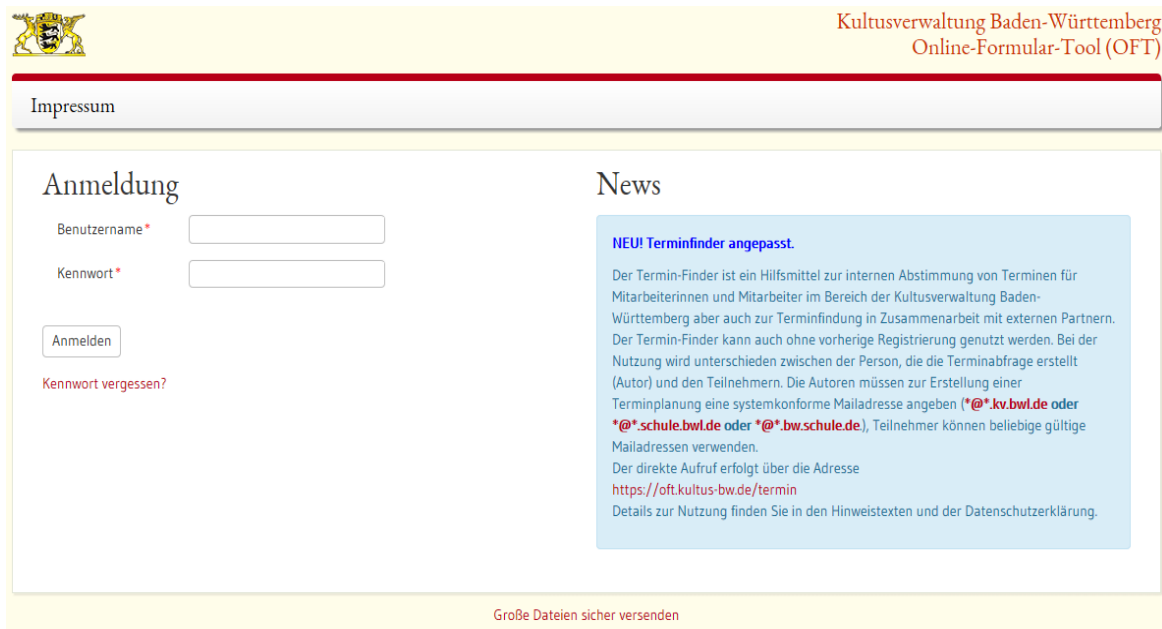 Kultusverwaltung Baden-Württemberg
Online-Formular-Tool (OFT)
Impressum
Anmeldung
Benutzername*
Kennwort*
Anmelden
Kennwort vergessen?
News
NEU! Terminfinder angepasst.
Der Termin-Finder ist ein Hilfsmittel zur internen Abstimmung von Terminen für
Mitarbeiterinnen und Mitarbeiter im Bereich der Kultusverwaltung Baden-
Württemberg aber auch zur Terminfindung in Zusammenarbeit mit externen Partnern.
Der Termin-Finder kann auch ohne vorherige Registrierung genutzt werden. Bei der
Nutzung wird unterschieden zwischen der Person, die die Terminabfrage erstellt
(Autor) und den Teilnehmern. Die Autoren müssen zur Erstellung einer
Terminplanung eine systemkonforme Mailadresse angeben (*@*.kv.bwl.de oder
*@*.schule.bwl.de oder *@*.bw.schule.de.), Teilnehmer können beliebige gültige
Mailadressen verwenden.
Der direkte Aufruf erfolgt über die Adresse
https://oft.kultus-bw.de/termin
Details zur Nutzung finden Sie in den Hinweistexten und der Datenschutzerklärung.
Große Dateien sicher versenden